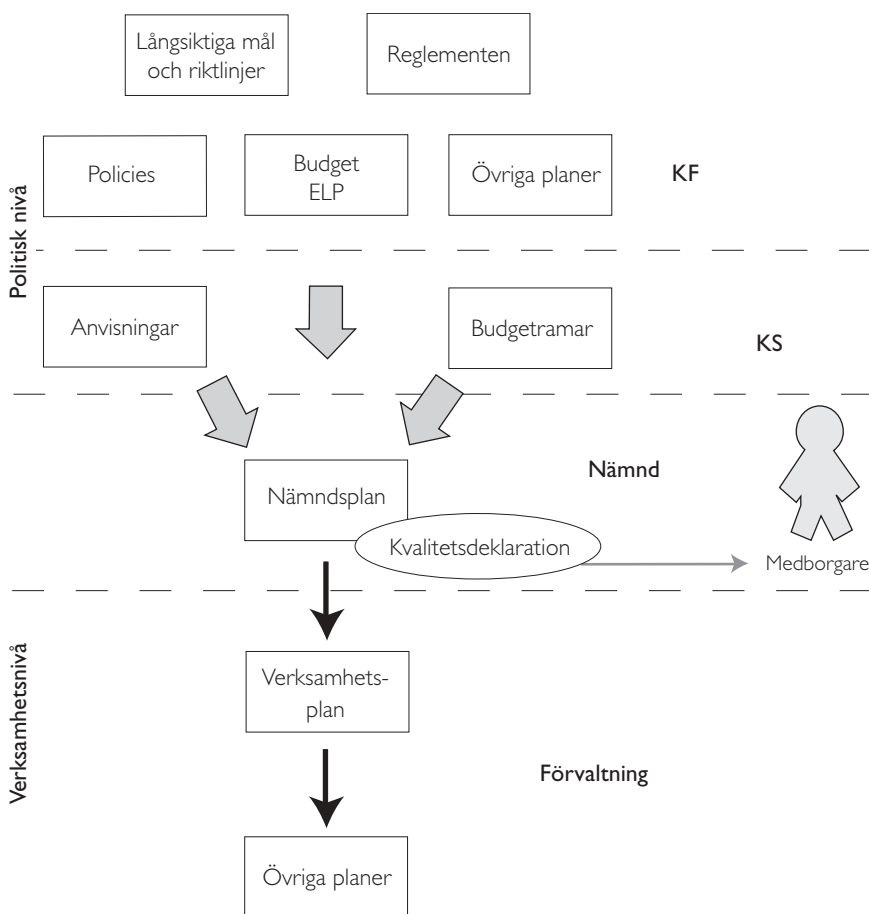 Långsiktiga mål
och riktlinjer
Reglementen
Policies
Budget
ELP
Övriga planer
KF
Politisk nivå
Anvisningar
Budgetramar
KS
Nämnd
Nämndsplan
Kvalitetsdeklaration
Medborgare
Verksamhetsnivå
Verksamhets-
plan
Förvaltning
Övriga planer